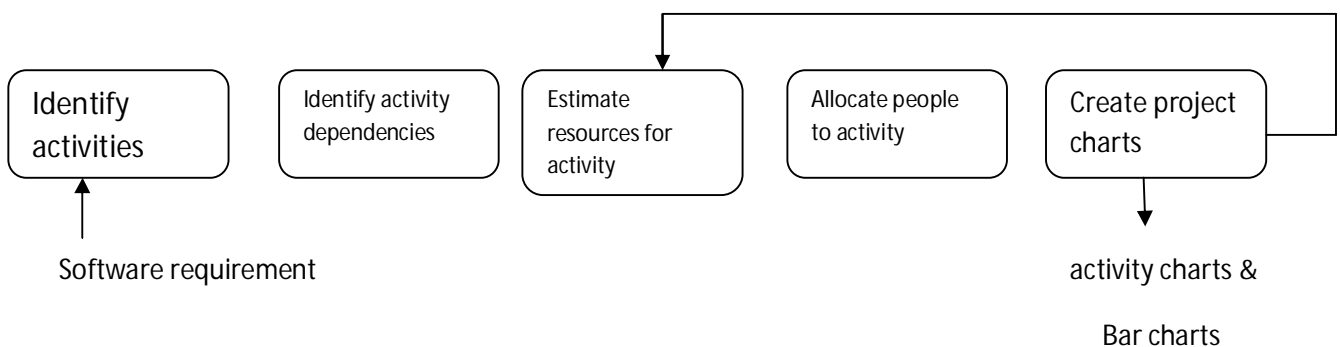 Identify
activities
Identify activity
dependencies
Estimate
resources for
activity
Allocate people
to activity
Create project
charts
Software requirement
activity charts &
Bar charts